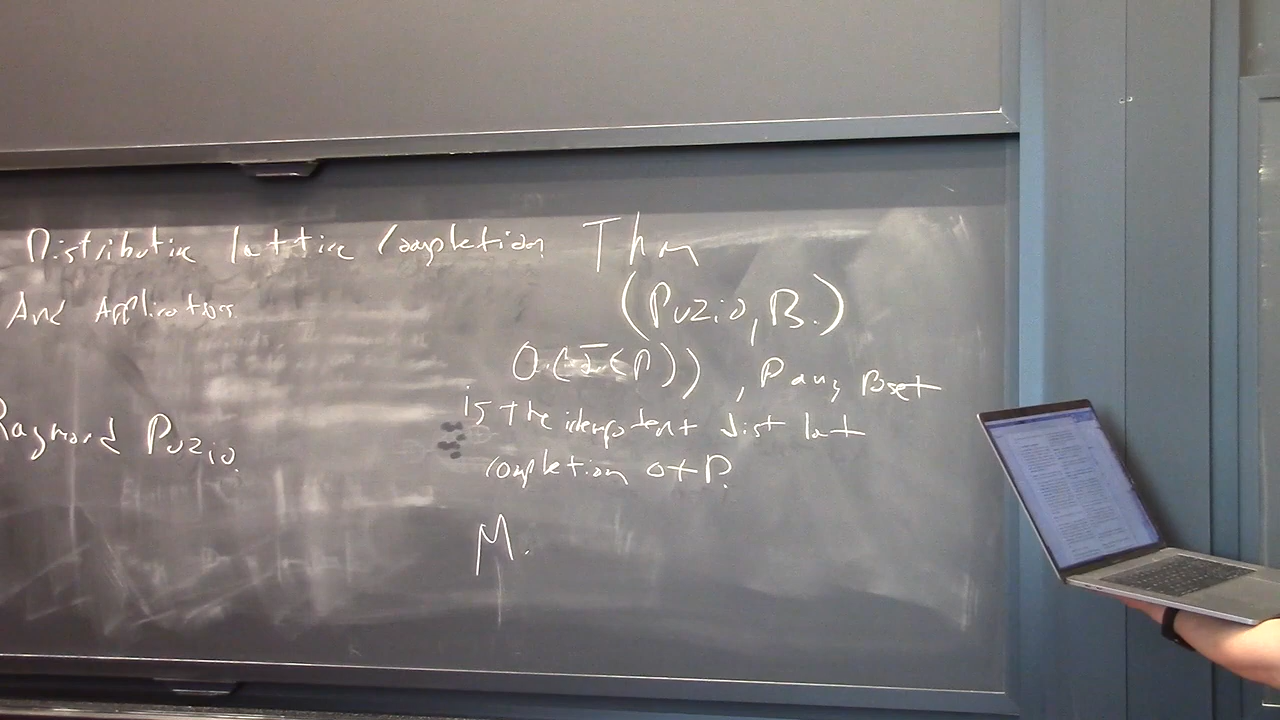 Distributive lattice Completion
And Applications
Raymond Puzio.
Thm
(Puzio, B.)
O(I(P)), P any Poset
is the idempotent dist lat
completion of P.
M.